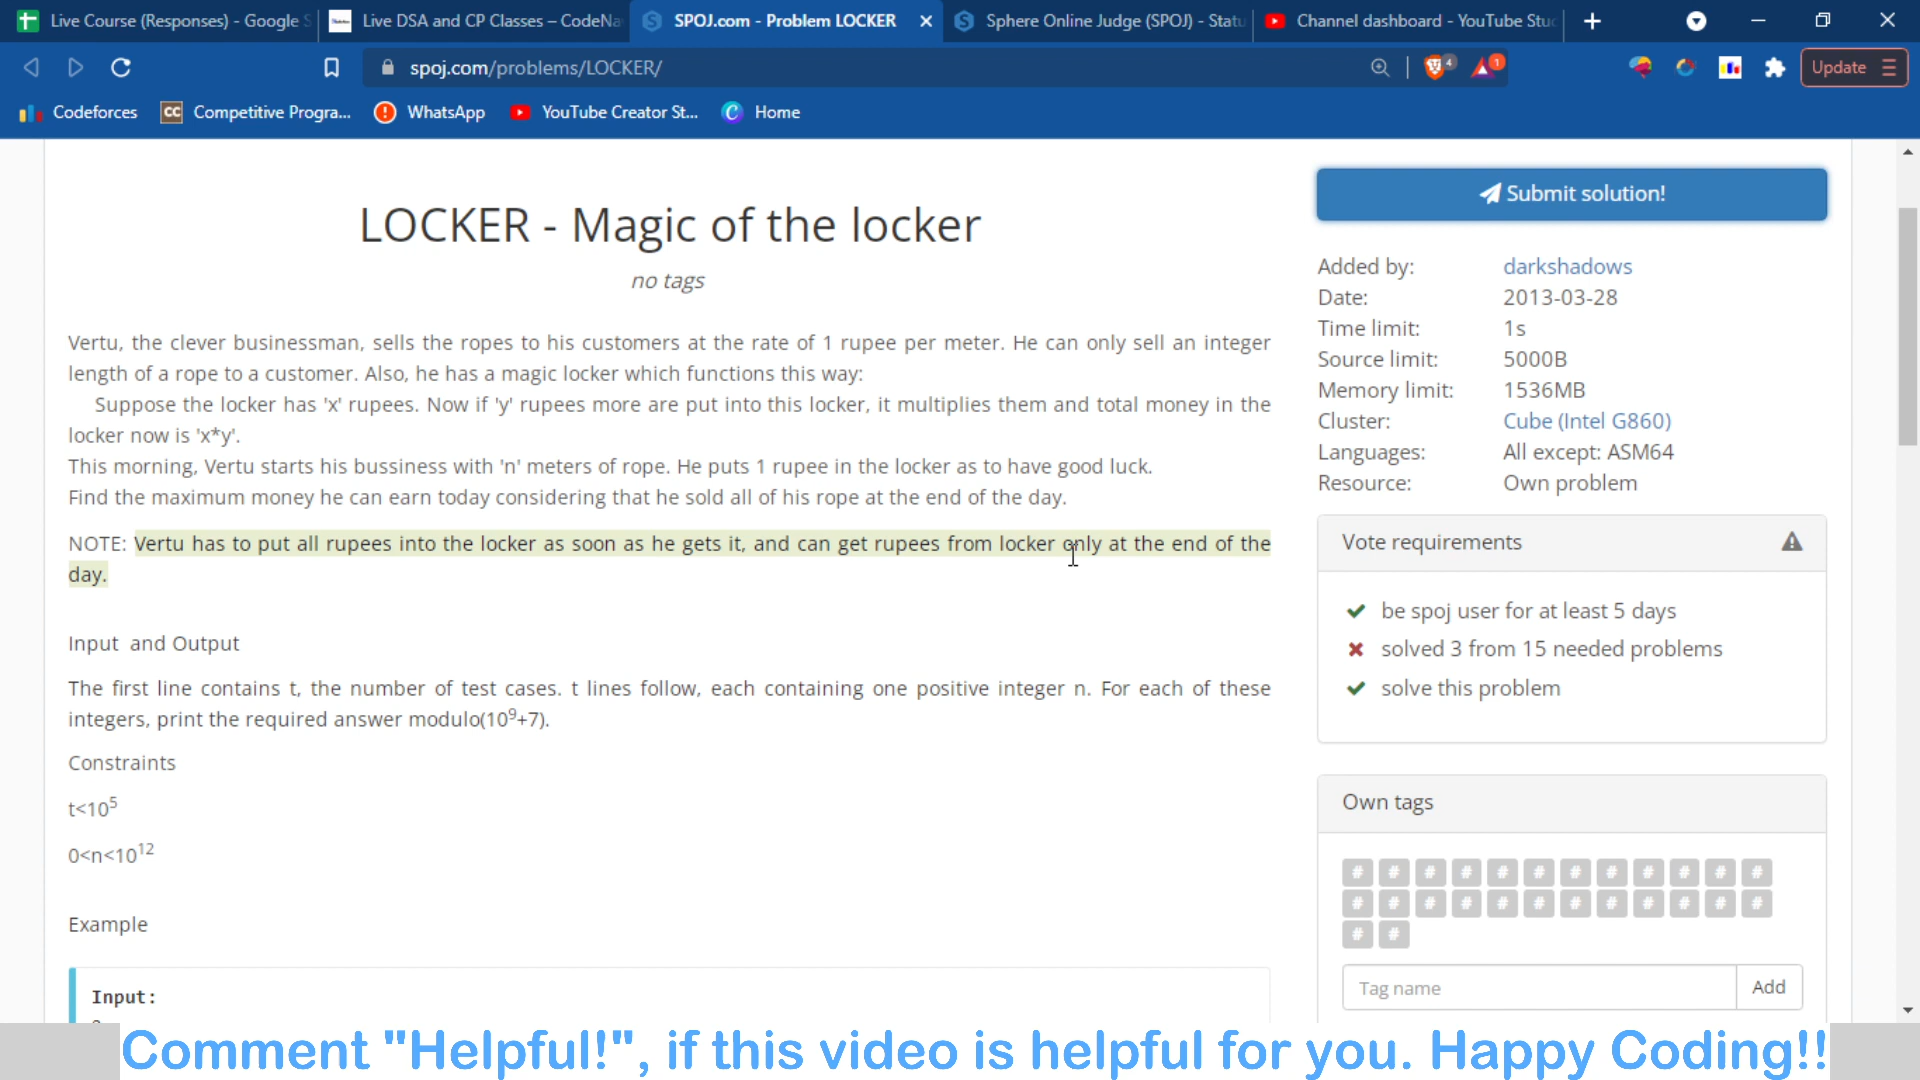 Live Course (Responses) - Google S
Live DSA and CP Classes – CodeNa
SPOJ.com - Problem LOCKER
Sphere Online Judge (SPOJ) - Statu
Channel dashboard - YouTube Stud
spoj.com/problems/LOCKER/
4
1
Update
Codeforces
CC Competitive Progra...
WhatsApp
YouTube Creator St...
Home
LOCKER - Magic of the locker
no tags
Vertu, the clever businessman, sells the ropes to his customers at the rate of 1 rupee per meter. He can only sell an integer
length of a rope to a customer. Also, he has a magic locker which functions this way:
Suppose the locker has 'x' rupees. Now if 'y' rupees more are put into this locker, it multiplies them and total money in the
locker now is 'x*y'.
This morning, Vertu starts his bussiness with 'n' meters of rope. He puts 1 rupee in the locker as to have good luck.
Find the maximum money he can earn today considering that he sold all of his rope at the end of the day.
NOTE: Vertu has to put all rupees into the locker as soon as he gets it, and can get rupees from locker only at the end of the
day.
Input and Output
The first line contains t, the number of test cases. t lines follow, each containing one positive integer n. For each of these
integers, print the required answer modulo(10⁹+7).
Constraints
t<10⁵
0<n<10¹²
Example
Input:
Submit solution!
Added by: darkshadows
Date: 2013-03-28
Time limit: 1s
Source limit: 5000B
Memory limit: 1536MB
Cluster: Cube (Intel G860)
Languages: All except: ASM64
Resource: Own problem
Vote requirements
be spoj user for at least 5 days
solved 3 from 15 needed problems
solve this problem
Own tags
# # # # # # # # # # # #
# # # # # # # # # # # #
# #
Tag name
Add
Comment "Helpful!", if this video is helpful for you. Happy Coding!!